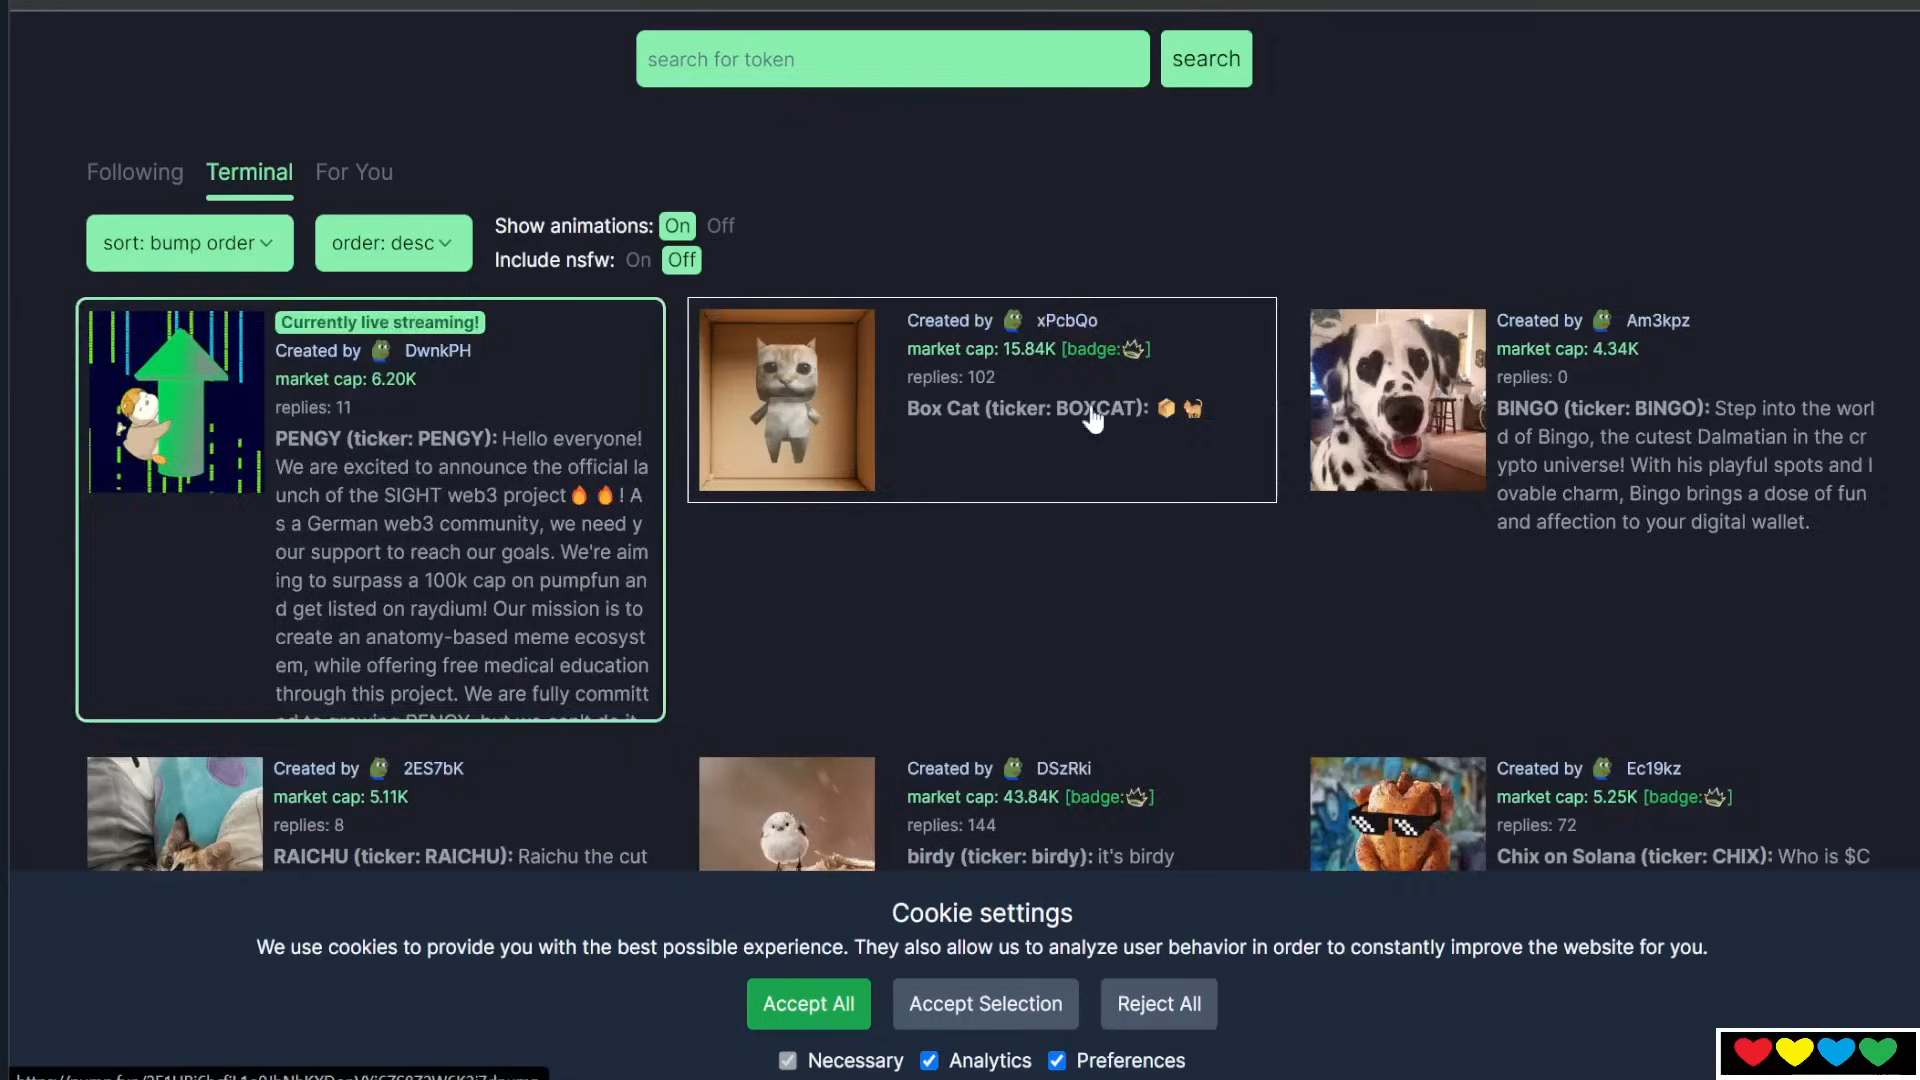 search for token
search
Following
Terminal
For You
sort: bump order
order: desc
Show animations: On Off
Include nsfw: On Off
Currently live streaming!
Created by DwnkPH
market cap: 6.20K
replies: 11
PENGY (ticker: PENGY): Hello everyone!
We are excited to announce the official la
unch of the SIGHT web3 project🔥🔥! A
s a German web3 community, we need y
our support to reach our goals. We're aim
ing to surpass a 100k cap on pumpfun an
d get listed on raydium! Our mission is to
create an anatomy-based meme ecosyst
em, while offering free medical education
through this project. We are fully committ
ed to growing PENGY, but we can't do it
Created by xPcbQo
market cap: 15.84K [badge:👑]
replies: 102
Box Cat (ticker: BOXCAT): 📦🐈
Created by Am3kpz
market cap: 4.34K
replies: 0
BINGO (ticker: BINGO): Step into the worl
d of Bingo, the cutest Dalmatian in the cr
ypto universe! With his playful spots and l
ovable charm, Bingo brings a dose of fun
and affection to your digital wallet.
Created by 2ES7bK
market cap: 5.11K
replies: 8
RAICHU (ticker: RAICHU): Raichu the cut
Created by DSzRki
market cap: 43.84K [badge:👑]
replies: 144
birdy (ticker: birdy): it's birdy
Created by Ec19kz
market cap: 5.25K [badge:👑]
replies: 72
Chix on Solana (ticker: CHIX): Who is $C
Cookie settings
We use cookies to provide you with the best possible experience. They also allow us to analyze user behavior in order to constantly improve the website for you.
Accept All
Accept Selection
Reject All
Necessary
Analytics
Preferences